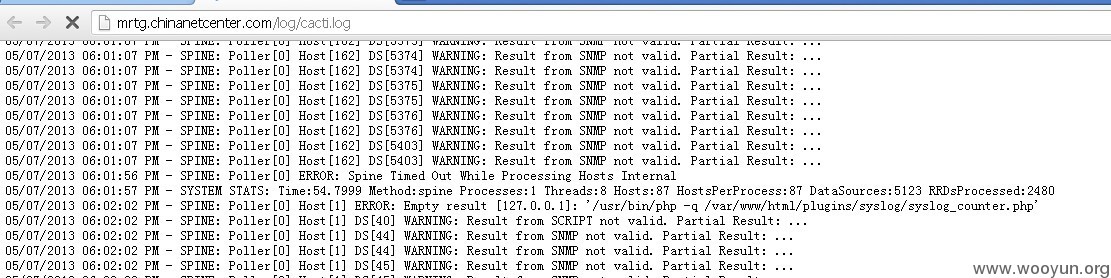 mrtg.chinanetcenter.com/log/cacti.log
05/07/2013 06:01:07 PM - SPINE: Poller[0] Host[162] DS[5373] WARNING: Result from SNMP not valid. Partial Result: ...
05/07/2013 06:01:07 PM - SPINE: Poller[0] Host[162] DS[5374] WARNING: Result from SNMP not valid. Partial Result: ...
05/07/2013 06:01:07 PM - SPINE: Poller[0] Host[162] DS[5374] WARNING: Result from SNMP not valid. Partial Result: ...
05/07/2013 06:01:07 PM - SPINE: Poller[0] Host[162] DS[5375] WARNING: Result from SNMP not valid. Partial Result: ...
05/07/2013 06:01:07 PM - SPINE: Poller[0] Host[162] DS[5375] WARNING: Result from SNMP not valid. Partial Result: ...
05/07/2013 06:01:07 PM - SPINE: Poller[0] Host[162] DS[5376] WARNING: Result from SNMP not valid. Partial Result: ...
05/07/2013 06:01:07 PM - SPINE: Poller[0] Host[162] DS[5376] WARNING: Result from SNMP not valid. Partial Result: ...
05/07/2013 06:01:07 PM - SPINE: Poller[0] Host[162] DS[5403] WARNING: Result from SNMP not valid. Partial Result: ...
05/07/2013 06:01:07 PM - SPINE: Poller[0] Host[162] DS[5403] WARNING: Result from SNMP not valid. Partial Result: ...
05/07/2013 06:01:56 PM - SPINE: Poller[0] ERROR: Spine Timed Out While Processing Hosts Internal
05/07/2013 06:01:57 PM - SYSTEM STATS: Time:54.7999 Method:spine Processes:1 Threads:8 Hosts:87 HostsPerProcess:87 DataSources:5123 RRDsProcessed:2480
05/07/2013 06:02:02 PM - SPINE: Poller[0] Host[1] ERROR: Empty result [127.0.0.1]: '/usr/bin/php -q /var/www/html/plugins/syslog/syslog_counter.php'
05/07/2013 06:02:02 PM - SPINE: Poller[0] Host[1] DS[40] WARNING: Result from SCRIPT not valid. Partial Result: ...
05/07/2013 06:02:02 PM - SPINE: Poller[0] Host[1] DS[44] WARNING: Result from SNMP not valid. Partial Result: ...
05/07/2013 06:02:02 PM - SPINE: Poller[0] Host[1] DS[44] WARNING: Result from SNMP not valid. Partial Result: ...
05/07/2013 06:02:02 PM - SPINE: Poller[0] Host[1] DS[45] WARNING: Result from SNMP not valid. Partial Result: ...
www.wooyun.org